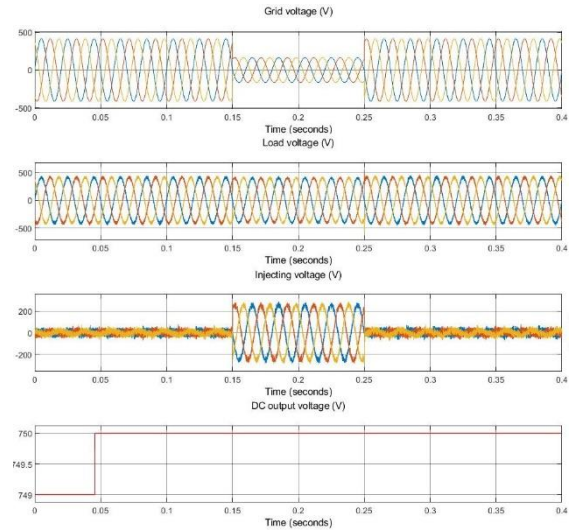 Grid voltage (V)
500
0
-500
0 0.05 0.1 0.15 0.2 0.25 0.3 0.35 0.4
Time (seconds)
Load voltage (V)
500
0
-500
0 0.05 0.1 0.15 0.2 0.25 0.3 0.35 0.4
Time (seconds)
Injecting voltage (V)
200
0
-200
0 0.05 0.1 0.15 0.2 0.25 0.3 0.35 0.4
Time (seconds)
DC output voltage (V)
750
749.5
749
0 0.05 0.1 0.15 0.2 0.25 0.3 0.35 0.4
Time (seconds)